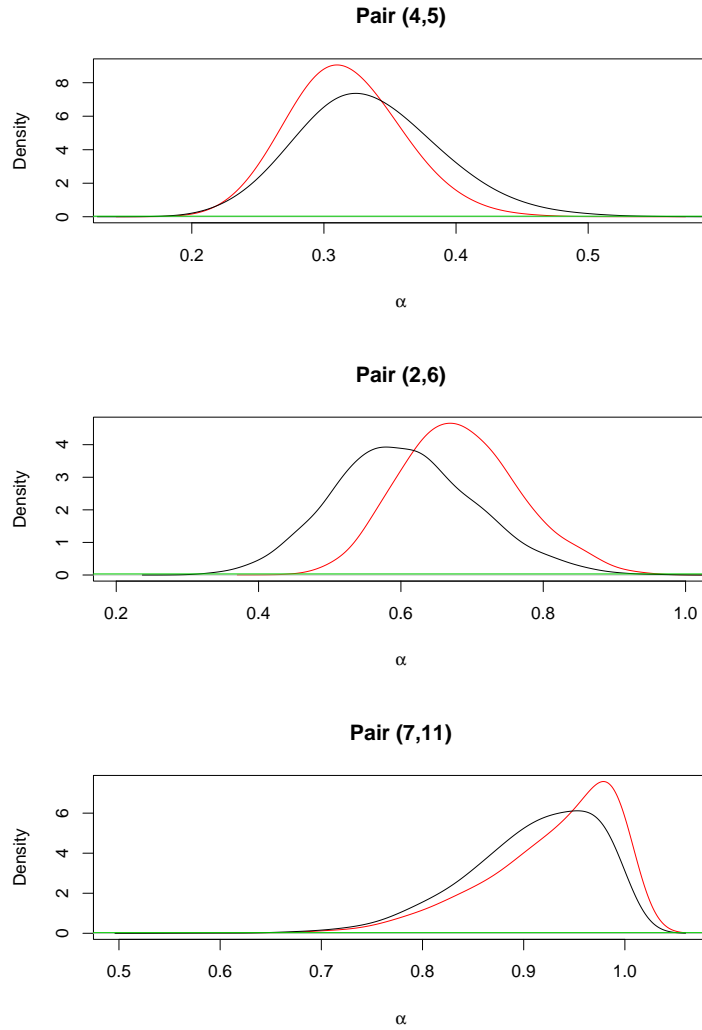 Pair (4,5)
Density
0 2 4 6 8
0.2 0.3 0.4 0.5
α
Pair (2,6)
Density
0 1 2 3 4
0.2 0.4 0.6 0.8 1.0
α
Pair (7,11)
Density
0 2 4 6
0.5 0.6 0.7 0.8 0.9 1.0
α